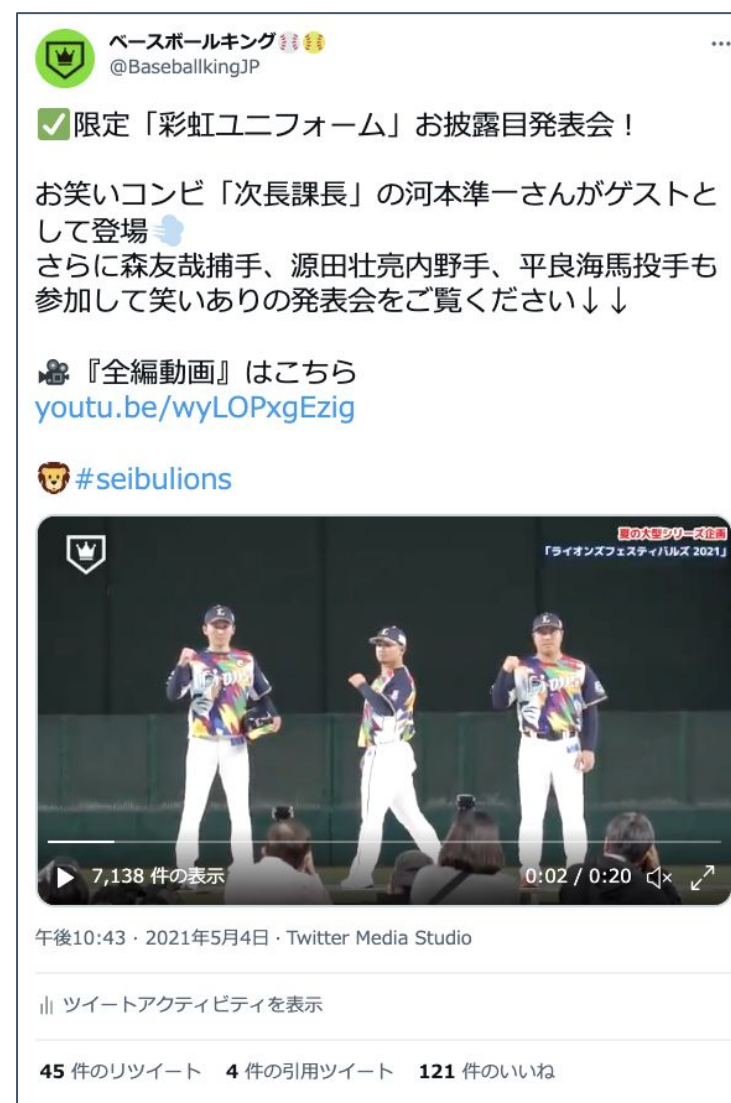 ベースボールキング
@BaseballkingJP
✅限定「彩虹ユニフォーム」お披露目発表会！
お笑いコンビ「次長課長」の河本準一さんがゲストと
して登場💨
さらに森友哉捕手、源田壮亮内野手、平良海馬投手も
参加して笑いありの発表会をご覧ください↓↓
🎥『全編動画』はこちら
youtu.be/wyLOPxgEzig
🦁#seibulions
夏の大型シリーズ企画
「ライオンズフェスティバルズ 2021」
7,138 件の表示
0:02 / 0:20
午後10:43 · 2021年5月4日 · Twitter Media Studio
ツイートアクティビティを表示
45 件のリツイート 4 件の引用ツイート 121 件のいいね